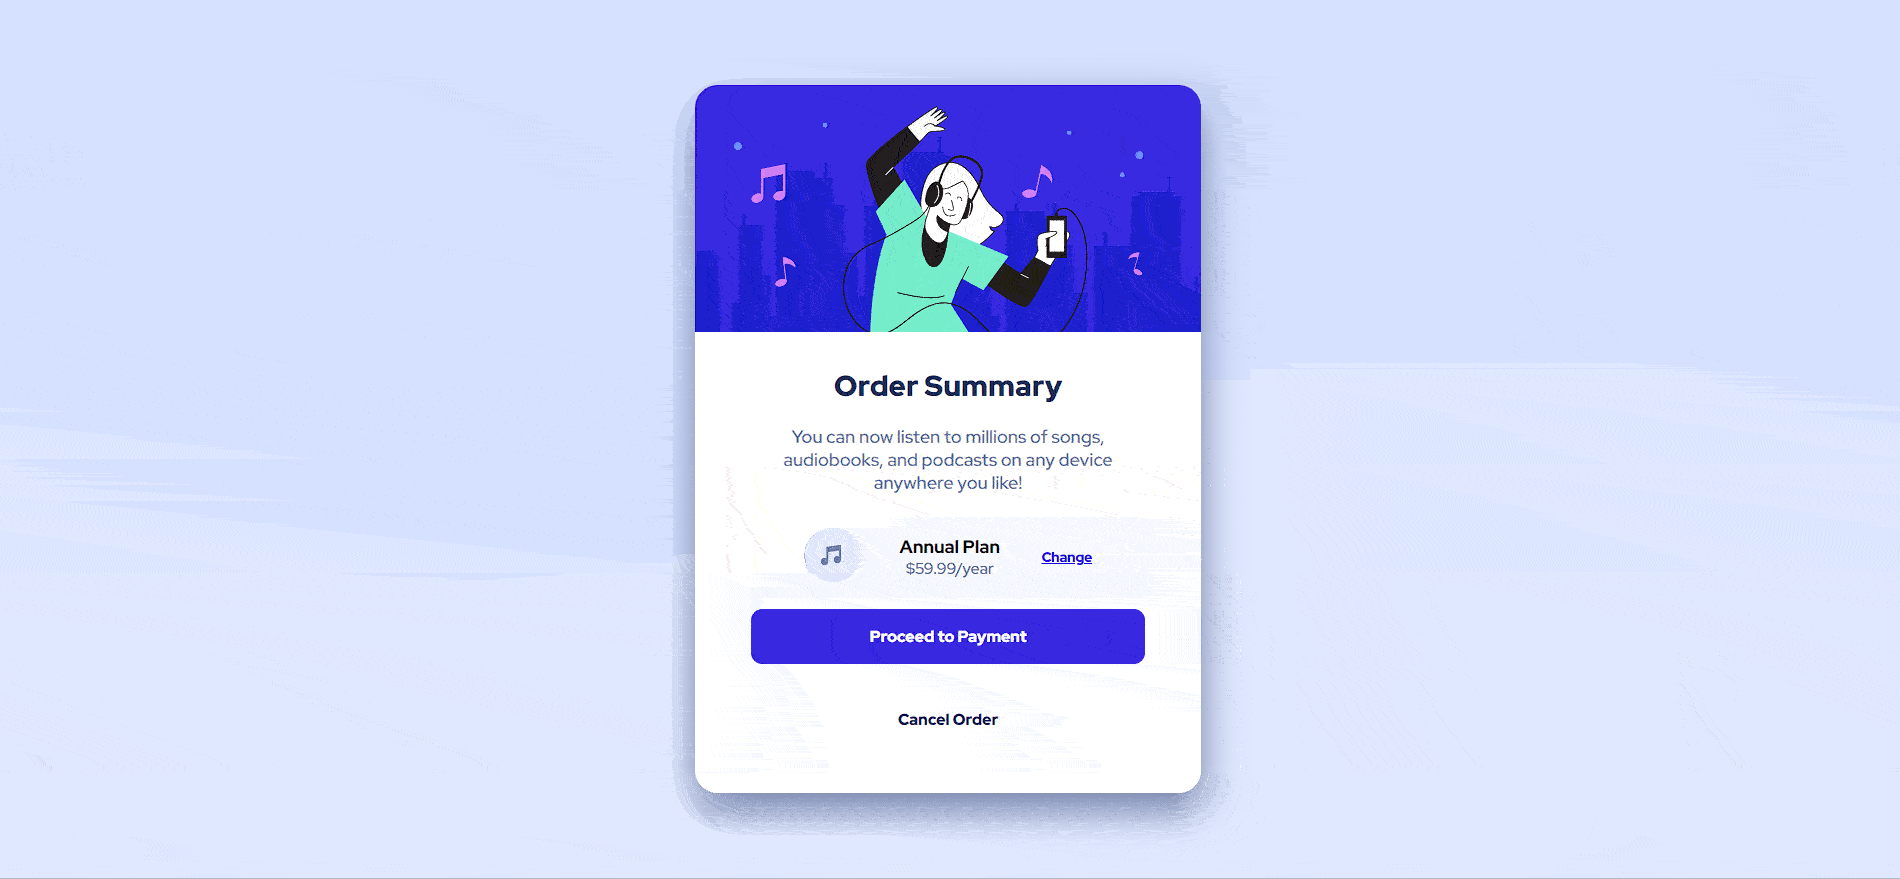 Order Summary
You can now listen to millions of songs,
audiobooks, and podcasts on any device
anywhere you like!
Annual Plan
$59.99/year
Change
Proceed to Payment
Cancel Order